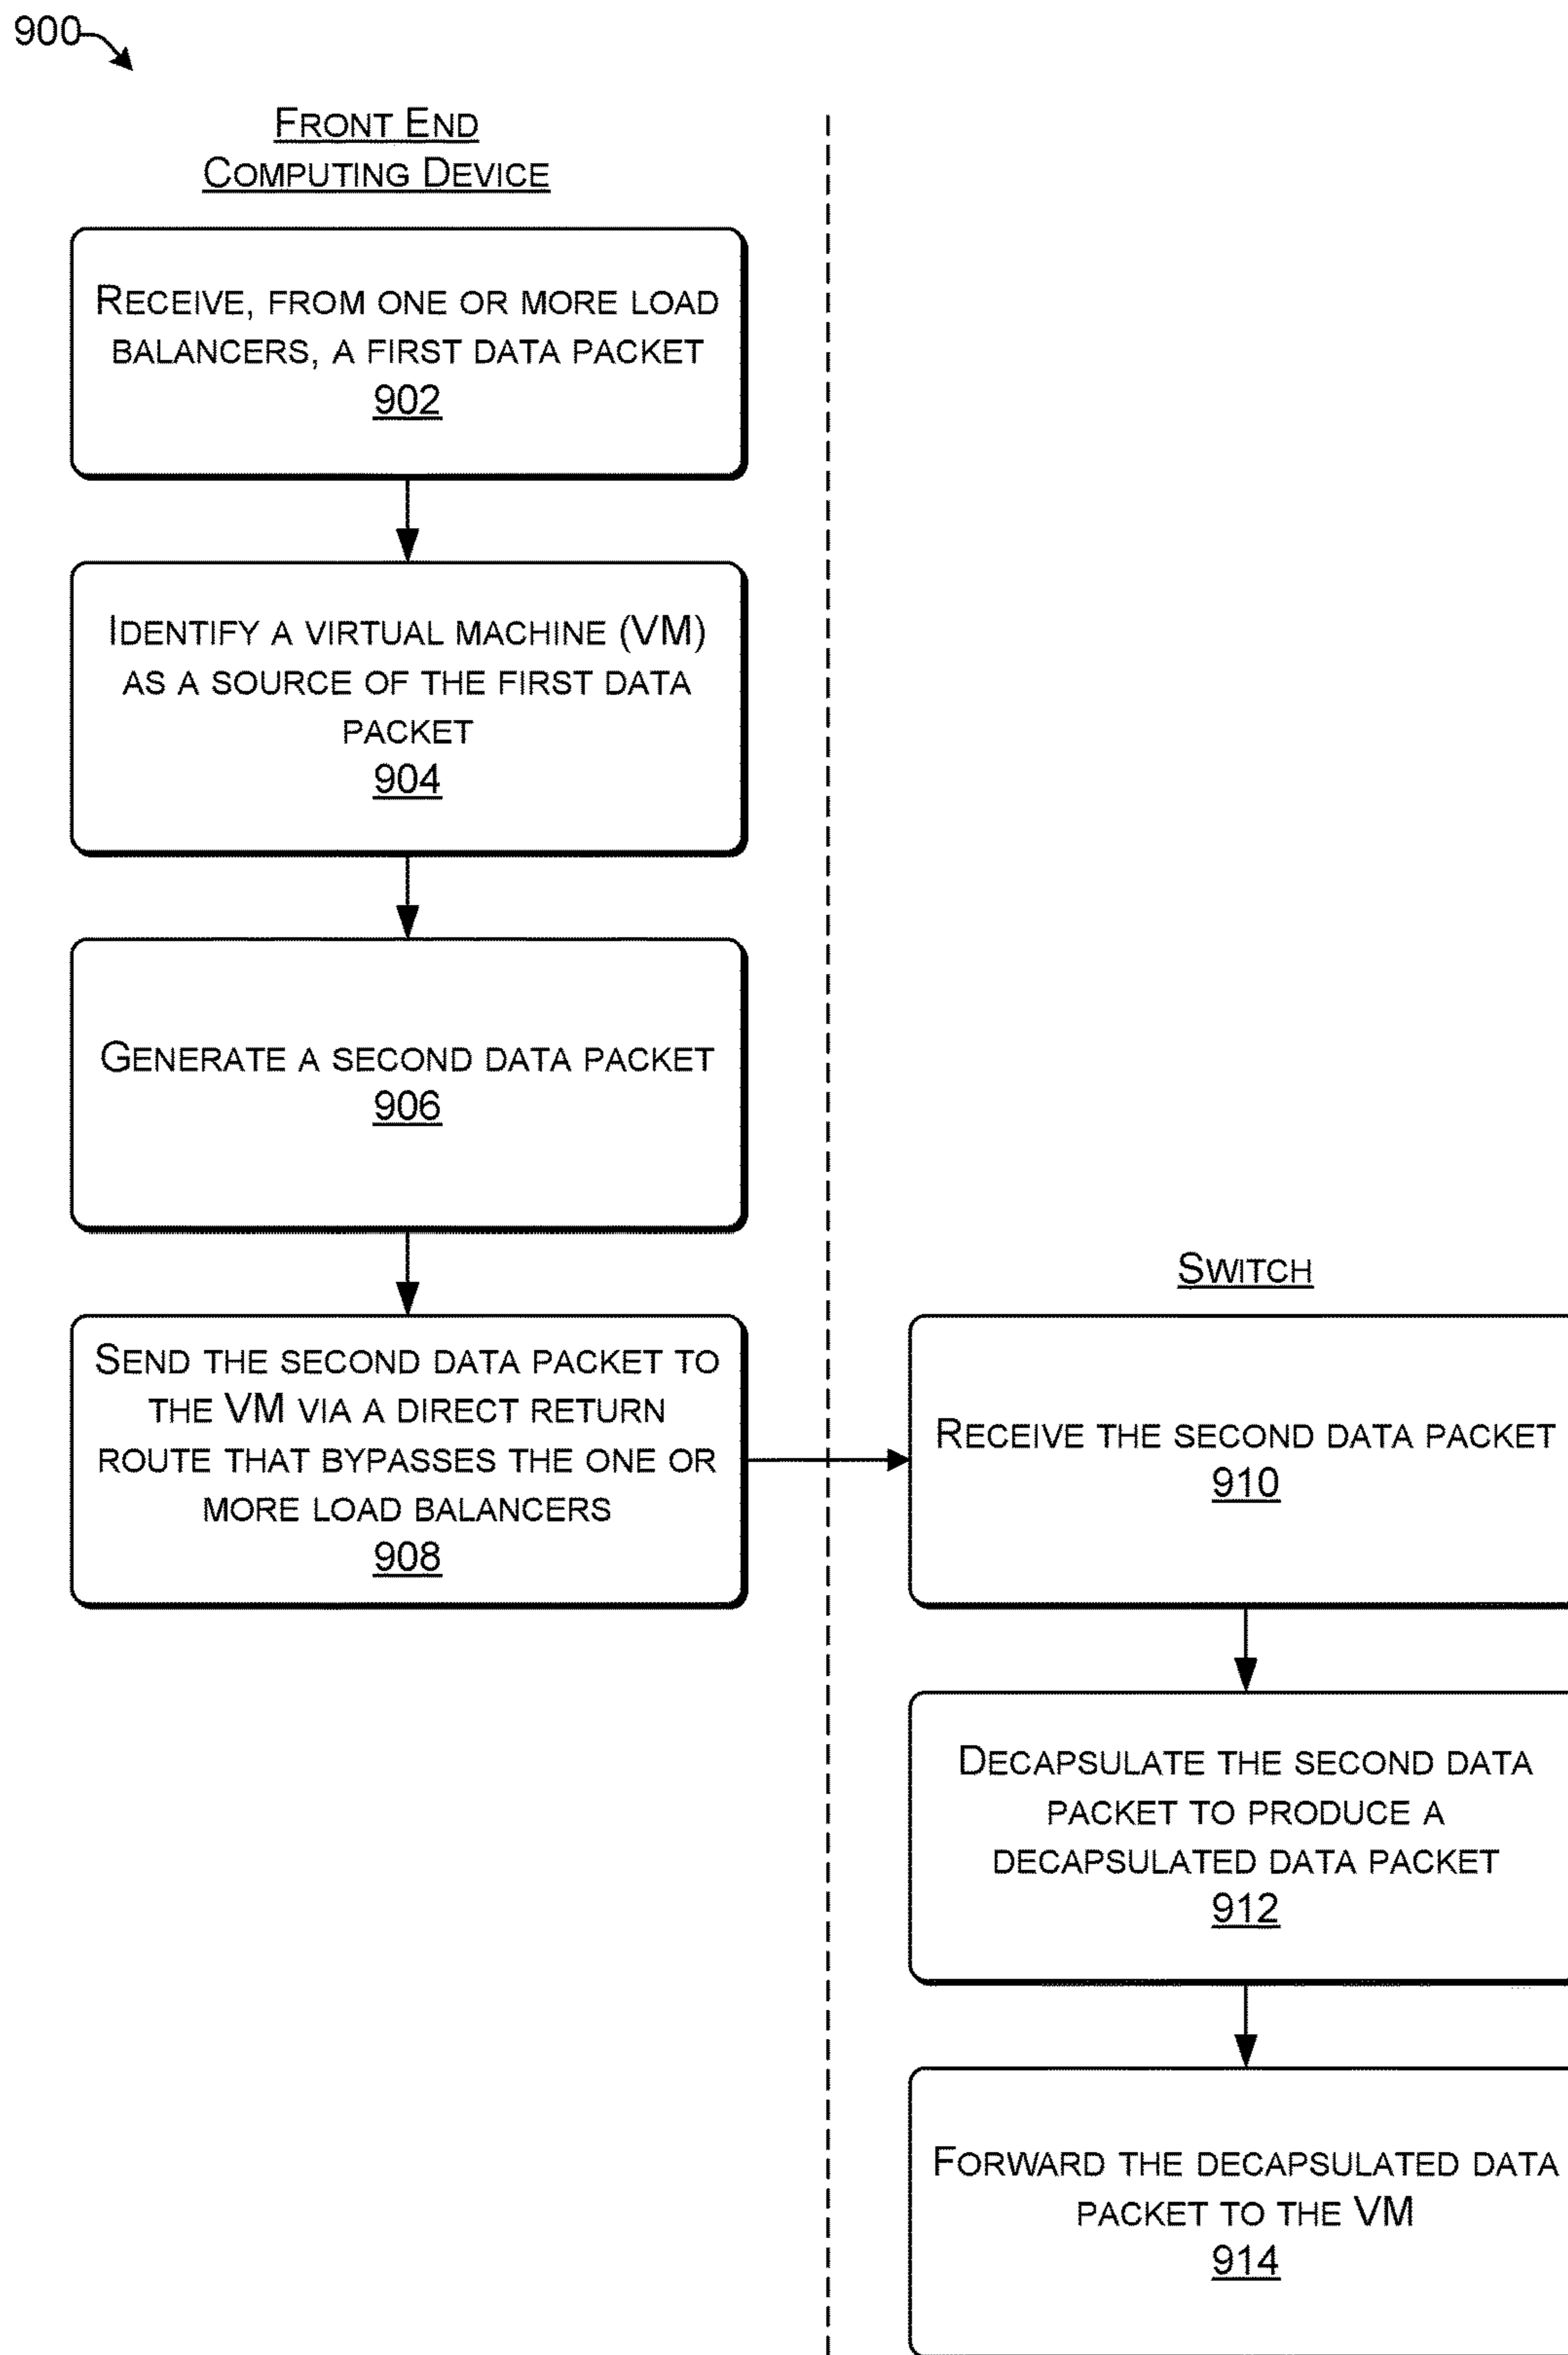 900
FRONT END
COMPUTING DEVICE
RECEIVE, FROM ONE OR MORE LOAD
BALANCERS, A FIRST DATA PACKET
902
IDENTIFY A VIRTUAL MACHINE (VM)
AS A SOURCE OF THE FIRST DATA
PACKET
904
GENERATE A SECOND DATA PACKET
906
SEND THE SECOND DATA PACKET TO
THE VM VIA A DIRECT RETURN
ROUTE THAT BYPASSES THE ONE OR
MORE LOAD BALANCERS
908
SWITCH
RECEIVE THE SECOND DATA PACKET
910
DECAPSULATE THE SECOND DATA
PACKET TO PRODUCE A
DECAPSULATED DATA PACKET
912
FORWARD THE DECAPSULATED DATA
PACKET TO THE VM
914